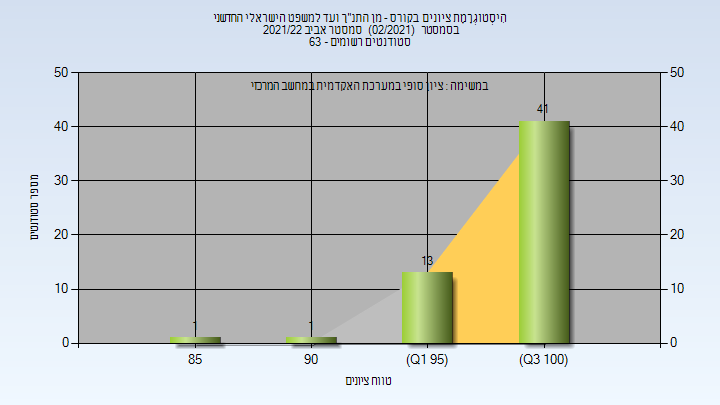 היסטוגרמת ציונים בקורס - מן התנ"ך ועד למשפט הישראלי החדשני
בסמסטר (02/2021) סמסטר אביב 2021/22
סטודנטים רשומים - 63
במשימה : ציון סופי במערכת האקדמית במחשב המרכזי
מספר סטודנטים
50 50
40 40
30 30
20 20
10 10
0 0
1 1 13 41
85 90 (Q1 95) (Q3 100)
טווח ציונים